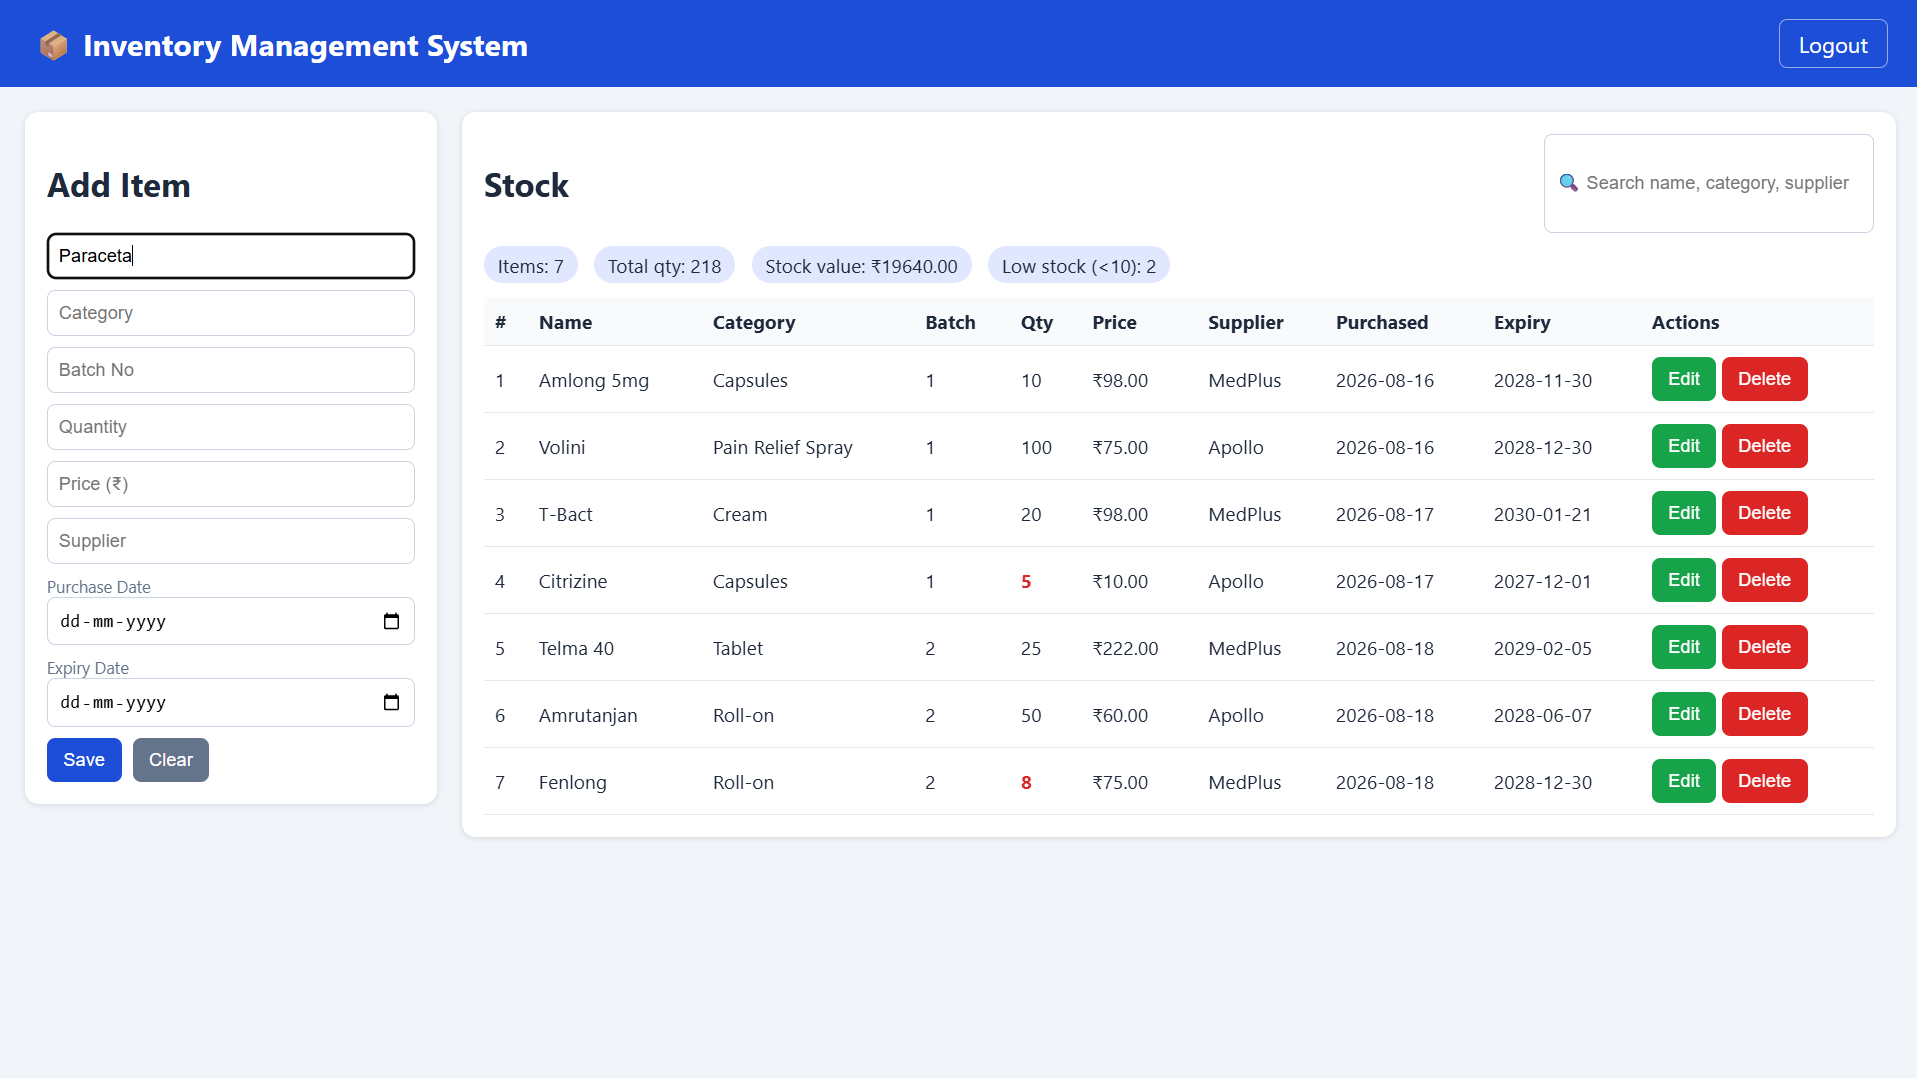 📦 Inventory Management System
Logout
Add Item
Paraceta
Category
Batch No
Quantity
Price (₹)
Supplier
Purchase Date
dd-mm-yyyy
Expiry Date
dd-mm-yyyy
Save Clear
Stock
🔍 Search name, category, supplier
Items: 7 Total qty: 218 Stock value: ₹19640.00 Low stock (<10): 2
# Name Category Batch Qty Price Supplier Purchased Expiry Actions
1 Amlong 5mg Capsules 1 10 ₹98.00 MedPlus 2026-08-16 2028-11-30 Edit Delete
2 Volini Pain Relief Spray 1 100 ₹75.00 Apollo 2026-08-16 2028-12-30 Edit Delete
3 T-Bact Cream 1 20 ₹98.00 MedPlus 2026-08-17 2030-01-21 Edit Delete
4 Citrizine Capsules 1 5 ₹10.00 Apollo 2026-08-17 2027-12-01 Edit Delete
5 Telma 40 Tablet 2 25 ₹222.00 MedPlus 2026-08-18 2029-02-05 Edit Delete
6 Amrutanjan Roll-on 2 50 ₹60.00 Apollo 2026-08-18 2028-06-07 Edit Delete
7 Fenlong Roll-on 2 8 ₹75.00 MedPlus 2026-08-18 2028-12-30 Edit Delete